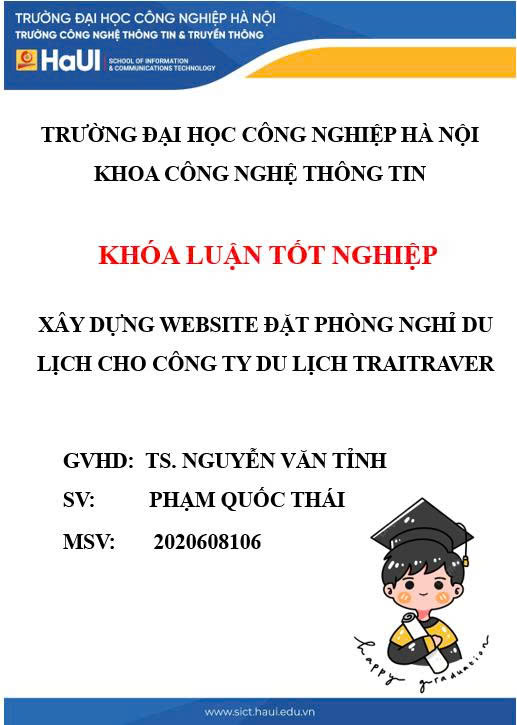 TRƯỜNG ĐẠI HỌC CÔNG NGHIỆP HÀ NỘI
TRƯỜNG CÔNG NGHỆ THÔNG TIN & TRUYỀN THÔNG
HaUI
SCHOOL OF INFORMATION
& COMMUNICATIONS TECHNOLOGY
TRƯỜNG ĐẠI HỌC CÔNG NGHIỆP HÀ NỘI
KHOA CÔNG NGHỆ THÔNG TIN
KHÓA LUẬN TỐT NGHIỆP
XÂY DỰNG WEBSITE ĐẶT PHÒNG NGHỈ DU
LỊCH CHO CÔNG TY DU LỊCH TRAITRAVER
GVHD: TS. NGUYỄN VĂN TỈNH
SV: PHẠM QUỐC THÁI
MSV: 2020608106
happy graduation
www.sict.haui.edu.vn